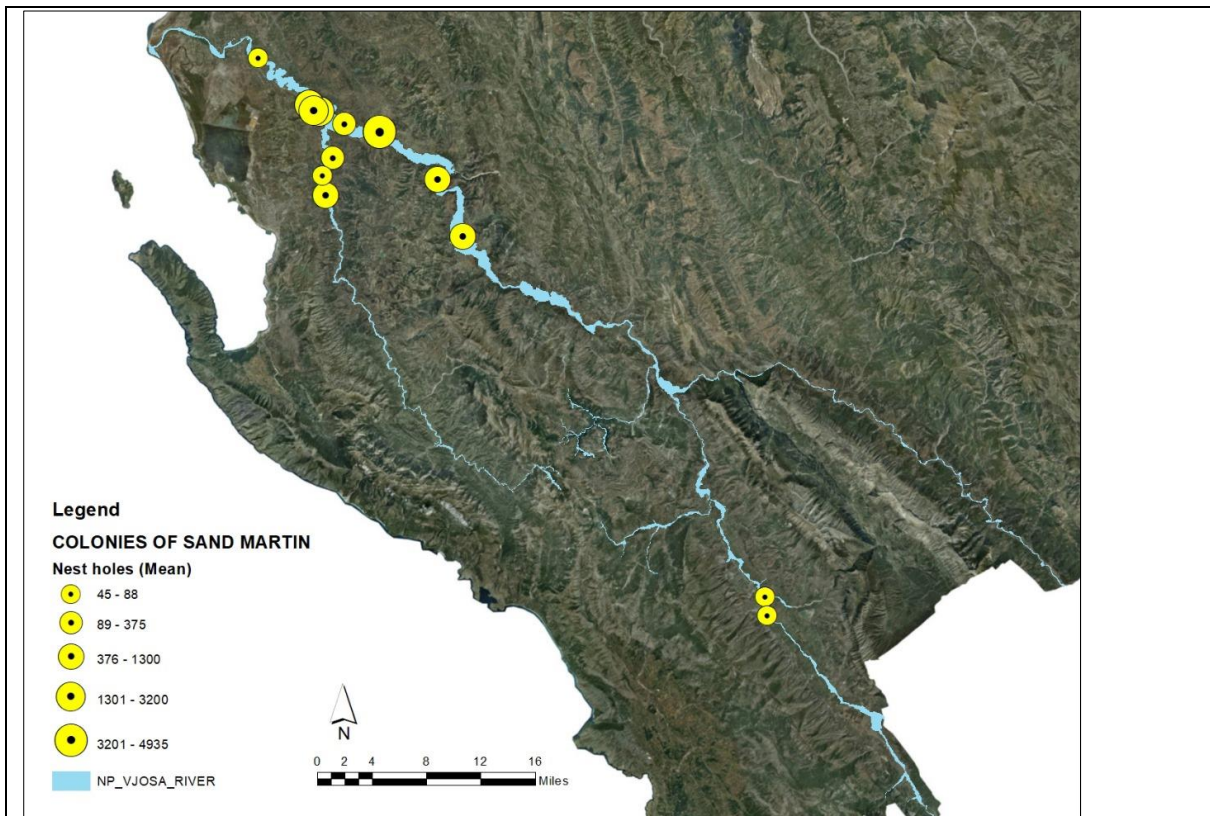 Legend
COLONIES OF SAND MARTIN
Nest holes (Mean)
45 - 88
89 - 375
376 - 1300
1301 - 3200
3201 - 4935
NP_VJOSA_RIVER
N
0 1 2 4 8 12 16
Miles